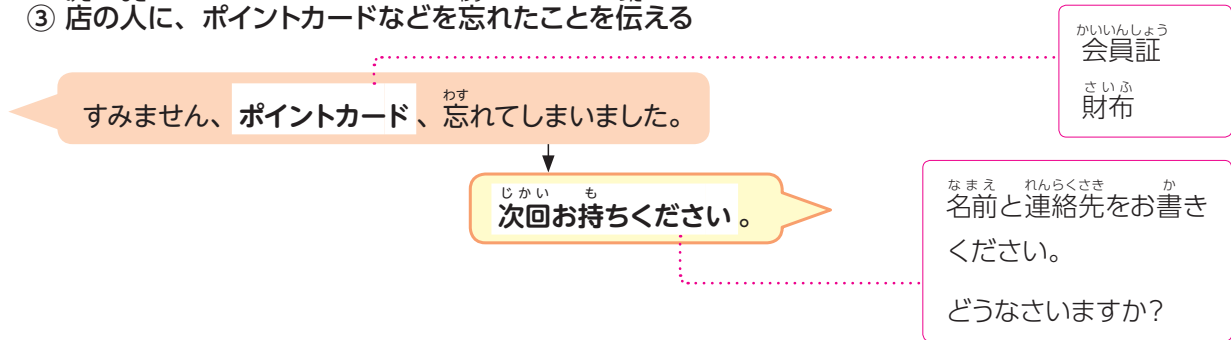 ③ 店の人に、ポイントカードなどを忘れたことを伝える
かいいんしょう
会員証
さいふ
財布
わす
すみません、ポイントカード、忘れてしまいました。
じかい も
次回お持ちください。
なまえ れんらくさき か
名前と連絡先をお書き
ください。
どうなさいますか?